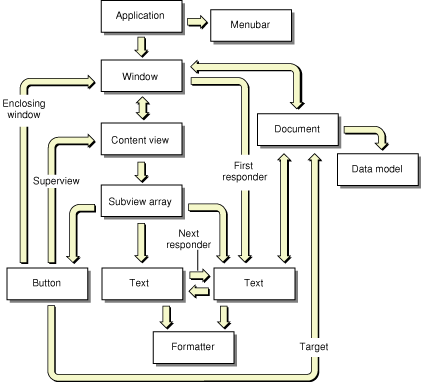 Application
Menubar
Window
Enclosing
window
Document
Content view
Data model
First
responder
Superview
Subview array
Next
responder
Button
Text
Text
Formatter
Target